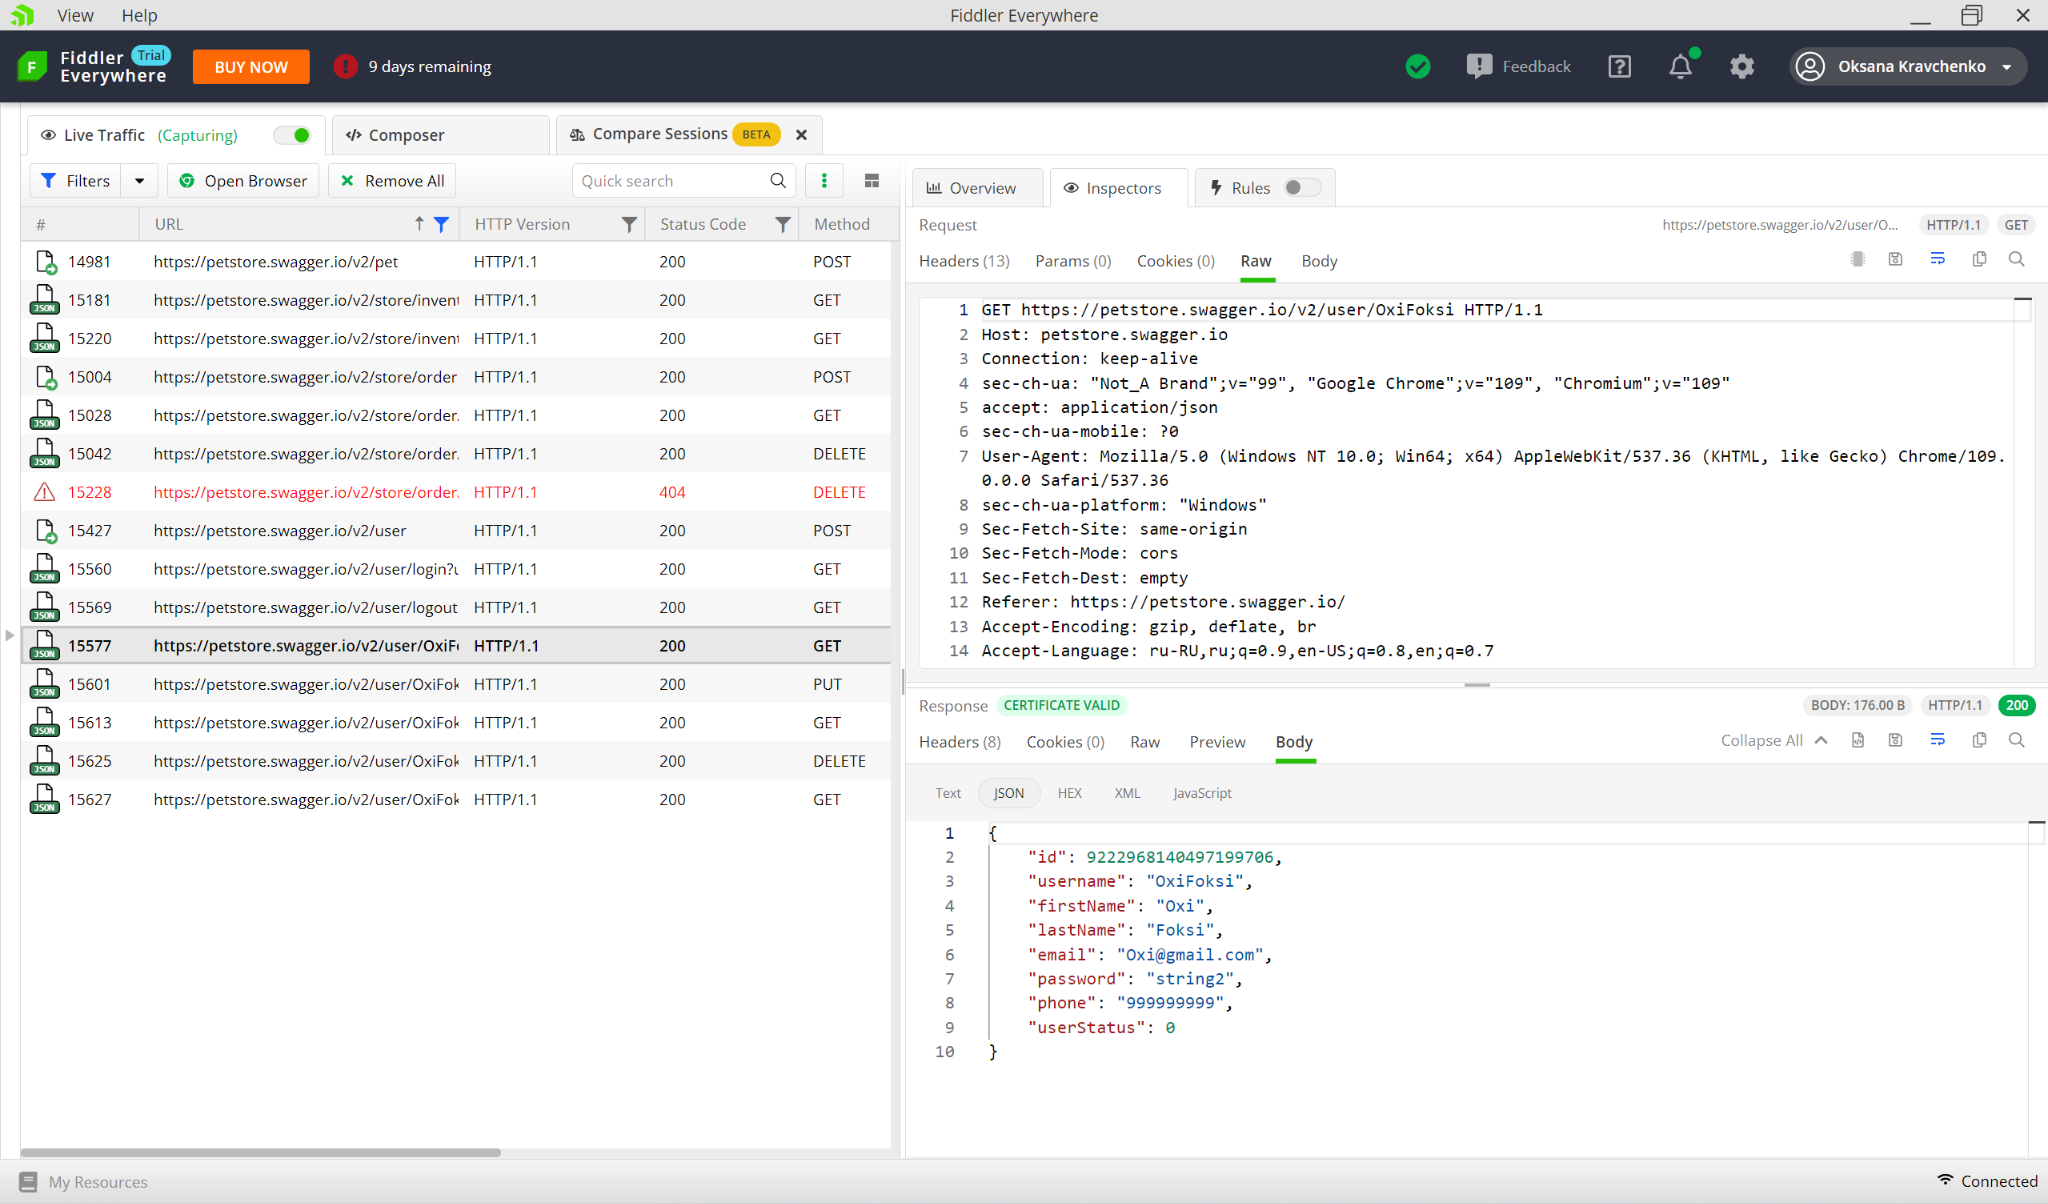 View Help Fiddler Everywhere
F Fiddler Everywhere Trial BUY NOW ! 9 days remaining Feedback ? Oksana Kravchenko
Live Traffic (Capturing) Composer Compare Sessions BETA
Filters Open Browser Remove All Quick search
# URL HTTP Version Status Code Method
14981 https://petstore.swagger.io/v2/pet HTTP/1.1 200 POST
JSON 15181 https://petstore.swagger.io/v2/store/invent HTTP/1.1 200 GET
JSON 15220 https://petstore.swagger.io/v2/store/invent HTTP/1.1 200 GET
15004 https://petstore.swagger.io/v2/store/order HTTP/1.1 200 POST
JSON 15028 https://petstore.swagger.io/v2/store/order. HTTP/1.1 200 GET
JSON 15042 https://petstore.swagger.io/v2/store/order. HTTP/1.1 200 DELETE
15228 https://petstore.swagger.io/v2/store/order. HTTP/1.1 404 DELETE
15427 https://petstore.swagger.io/v2/user HTTP/1.1 200 POST
JSON 15560 https://petstore.swagger.io/v2/user/login?u HTTP/1.1 200 GET
JSON 15569 https://petstore.swagger.io/v2/user/logout HTTP/1.1 200 GET
JSON 15577 https://petstore.swagger.io/v2/user/OxiF HTTP/1.1 200 GET
JSON 15601 https://petstore.swagger.io/v2/user/OxiFok HTTP/1.1 200 PUT
JSON 15613 https://petstore.swagger.io/v2/user/OxiFok HTTP/1.1 200 GET
JSON 15625 https://petstore.swagger.io/v2/user/OxiFok HTTP/1.1 200 DELETE
JSON 15627 https://petstore.swagger.io/v2/user/OxiFok HTTP/1.1 200 GET
Overview Inspectors Rules
Request https://petstore.swagger.io/v2/user/O... HTTP/1.1 GET
Headers (13) Params (0) Cookies (0) Raw Body
1 GET https://petstore.swagger.io/v2/user/OxiFoksi HTTP/1.1
2 Host: petstore.swagger.io
3 Connection: keep-alive
4 sec-ch-ua: "Not_A Brand";v="99", "Google Chrome";v="109", "Chromium";v="109"
5 accept: application/json
6 sec-ch-ua-mobile: ?0
7 User-Agent: Mozilla/5.0 (Windows NT 10.0; Win64; x64) AppleWebKit/537.36 (KHTML, like Gecko) Chrome/109.
0.0.0 Safari/537.36
8 sec-ch-ua-platform: "Windows"
9 Sec-Fetch-Site: same-origin
10 Sec-Fetch-Mode: cors
11 Sec-Fetch-Dest: empty
12 Referer: https://petstore.swagger.io/
13 Accept-Encoding: gzip, deflate, br
14 Accept-Language: ru-RU,ru;q=0.9,en-US;q=0.8,en;q=0.7
Response CERTIFICATE VALID BODY: 176.00 B HTTP/1.1 200
Headers (8) Cookies (0) Raw Preview Body Collapse All
Text JSON HEX XML JavaScript
1 {
2 "id": 9222968140497199706,
3 "username": "OxiFoksi",
4 "firstName": "Oxi",
5 "lastName": "Foksi",
6 "email": "Oxi@gmail.com",
7 "password": "string2",
8 "phone": "999999999",
9 "userStatus": 0
10 }
My Resources Connected